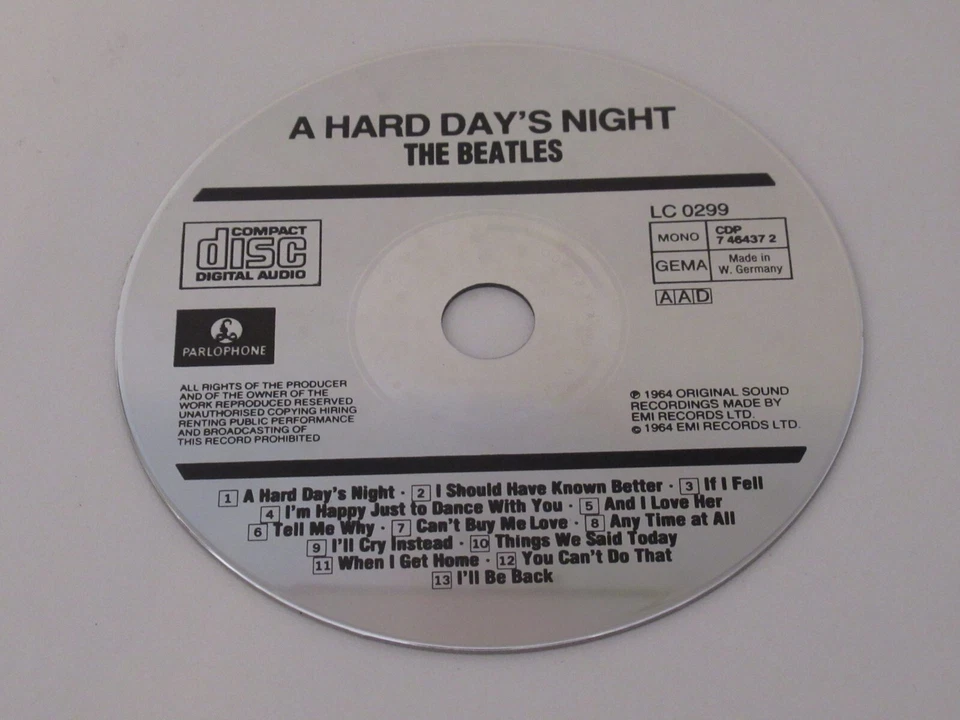 A HARD DAY'S NIGHT
THE BEATLES
COMPACT
disc
DIGITAL AUDIO
LC 0299
MONO
CDP
7 46437 2
GEMA
Made in
W. Germany
AAD
PARLOPHONE
ALL RIGHTS OF THE PRODUCER
AND OF THE OWNER OF THE
WORK REPRODUCED RESERVED
UNAUTHORISED COPYING HIRING
RENTING PUBLIC PERFORMANCE
AND BROADCASTING OF
THIS RECORD PROHIBITED
℗ 1964 ORIGINAL SOUND
RECORDINGS MADE BY
EMI RECORDS LTD.
© 1964 EMI RECORDS LTD.
1 A Hard Day's Night · 2 I Should Have Known Better · 3 If I Fell
4 I'm Happy Just to Dance With You · 5 And I Love Her
6 Tell Me Why · 7 Can't Buy Me Love · 8 Any Time at All
9 I'll Cry Instead · 10 Things We Said Today
11 When I Get Home · 12 You Can't Do That
13 I'll Be Back